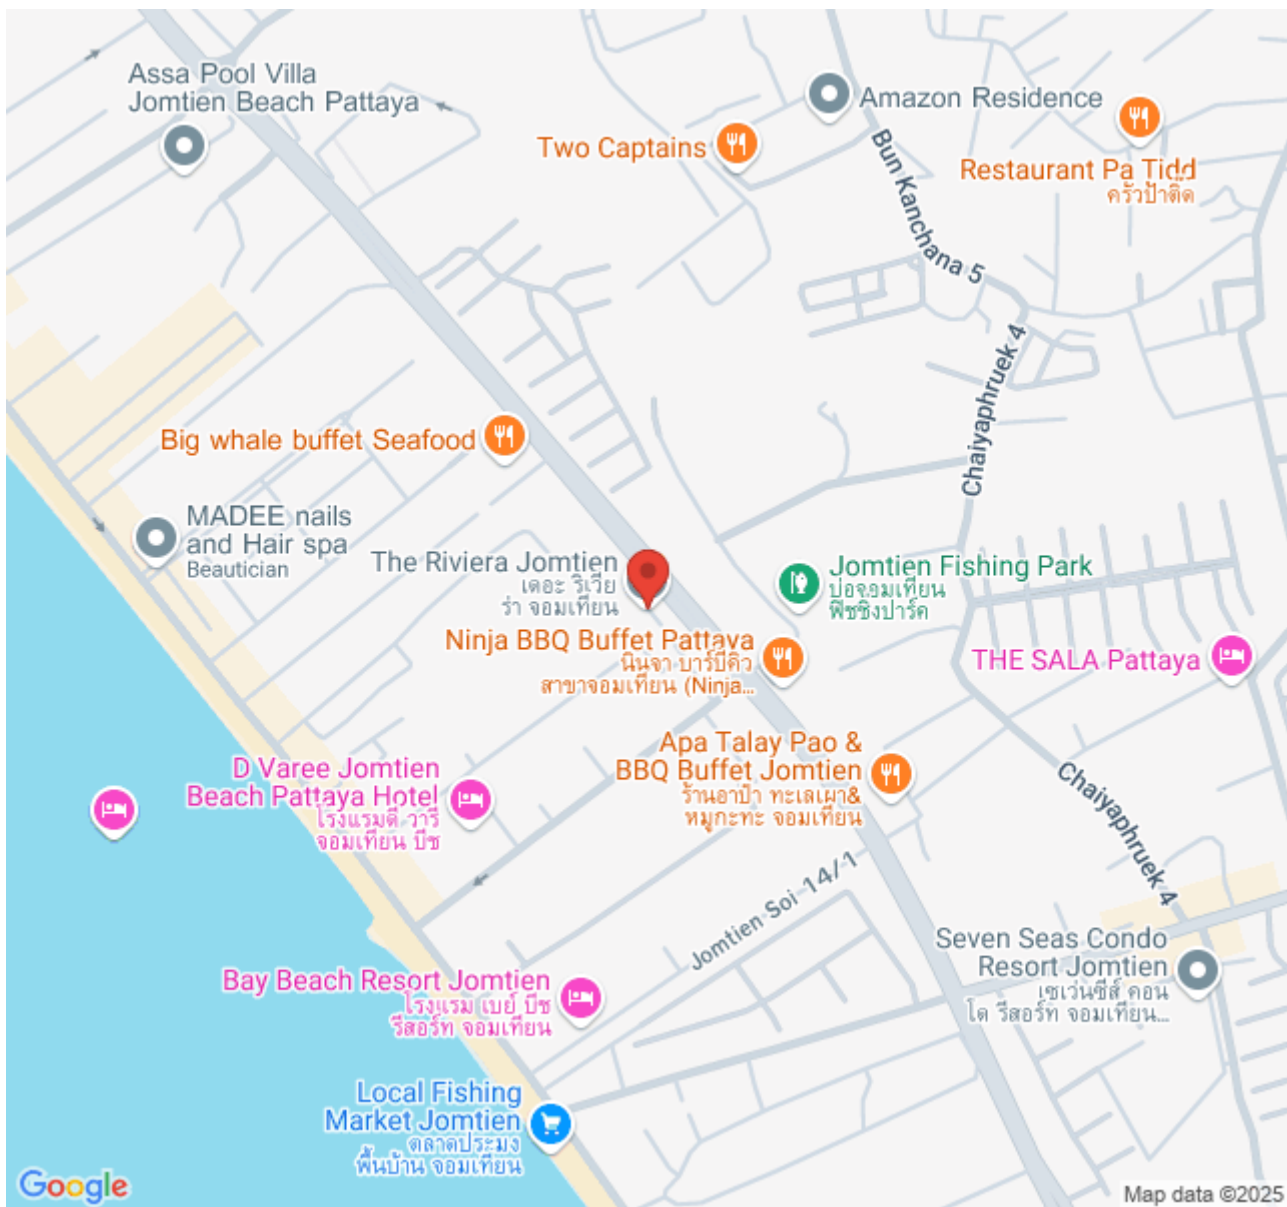 Assa Pool Villa
Jomtien Beach Pattaya
Amazon Residence
Two Captains
Restaurant Pa Tidd
ครัวป้าติ๊ด
Bun Kanchana 5
Chaiyaphruek 4
Big whale buffet Seafood
MADEE nails
and Hair spa
Beautician
The Riviera Jomtien
เดอะ ริเวีย
ร่า จอมเทียน
Jomtien Fishing Park
บ่อจอมเทียน
ฟิชชิ่งปาร์ค
Ninja BBQ Buffet Pattaya
นินจา บาร์บีคิว
สาขาจอมเทียน (Ninja...
THE SALA Pattaya
Apa Talay Pao &
BBQ Buffet Jomtien
ร้านอาป๋า ทะเลเผา&
หมูกะทะ จอมเทียน
D Varee Jomtien
Beach Pattaya Hotel
โรงแรมดี วารี
จอมเทียน บีช
Chaiyaphruek 4
Jomtien Soi 14/1
Seven Seas Condo
Resort Jomtien
เซเว่นซีส์ คอน
โด รีสอร์ท จอมเทียน...
Bay Beach Resort Jomtien
โรงแรม เบย์ บีช
รีสอร์ท จอมเทียน
Local Fishing
Market Jomtien
ตลาดประมง
พื้นบ้าน จอมเทียน
Google
Map data ©2025